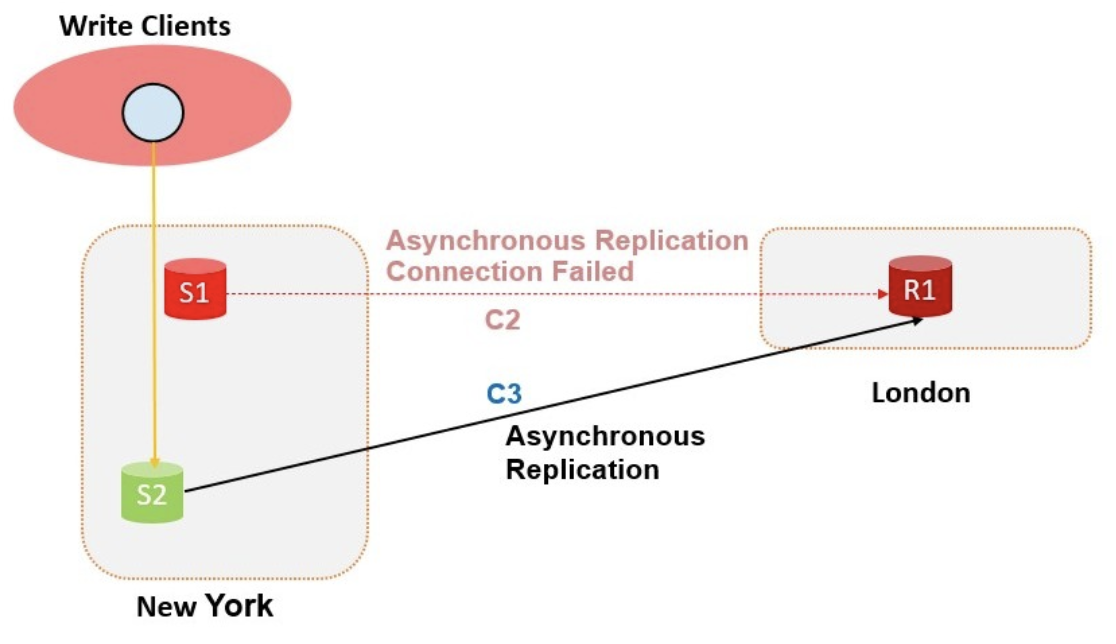 Write Clients
Asynchronous Replication
Connection Failed
S1
R1
C2
C3
London
Asynchronous
Replication
S2
New York